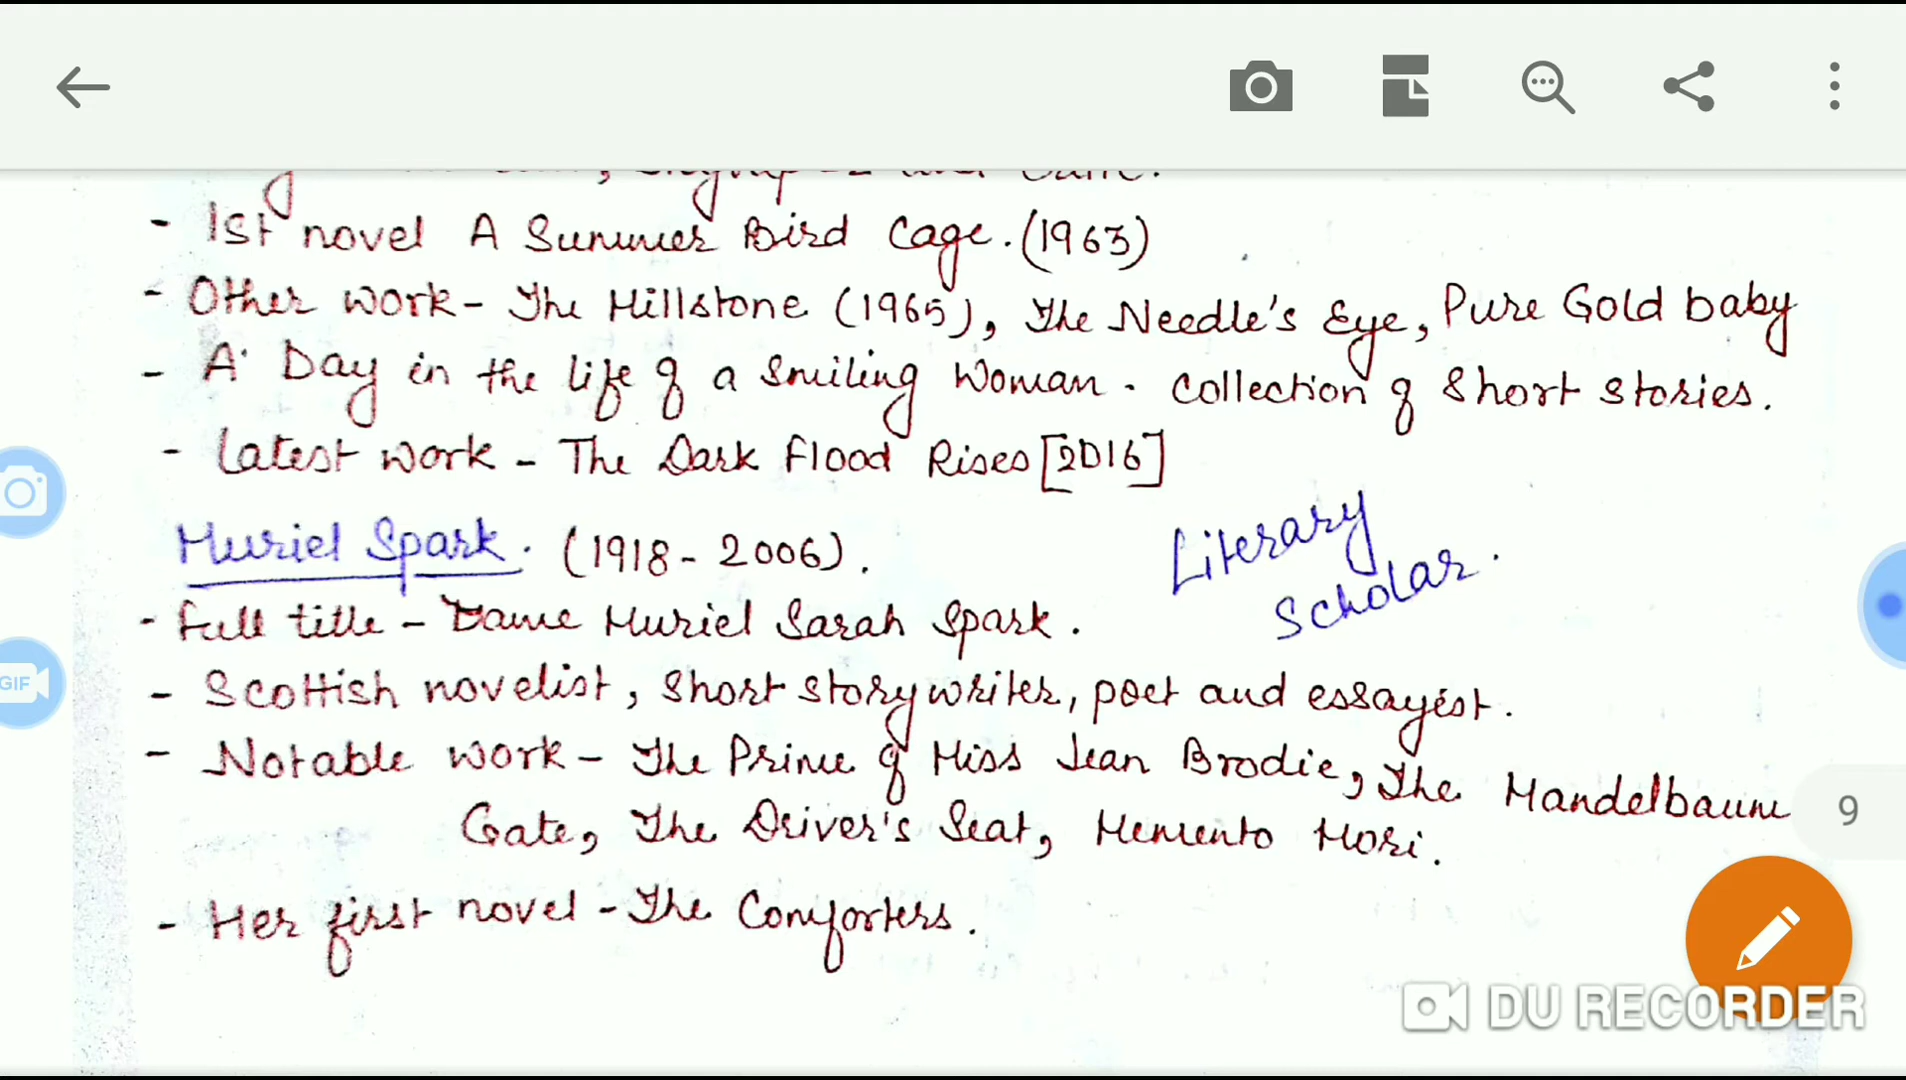 - 1st novel A Summer Bird Cage. (1963)
- Other work - The Millstone (1965), The Needle's Eye, Pure Gold baby
- A Day in the life of a Smiling Woman. collection of Short stories.
- Latest work - The Dark Flood Rises [2016]
Muriel Spark. (1918-2006).
Literary
Scholar.
- Full title - Dame Muriel Sarah Spark.
- Scottish novelist, Short story writer, poet and essayist.
- Notable work - The Prime of Miss Jean Brodie, The Mandelbaum
Gate, The Driver's Seat, Memento Mori.
- Her first novel - The Comforters.
GIF
9
DU RECORDER